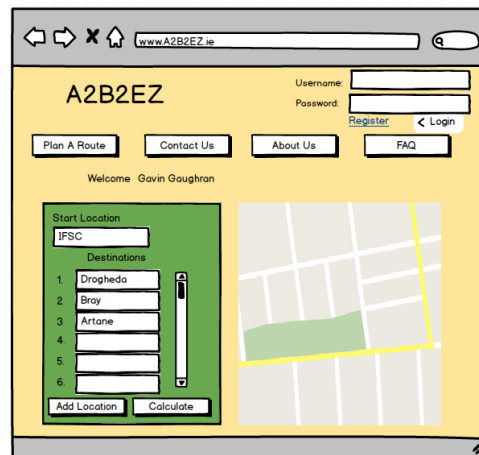 www.A2B2EZ.ie
A2B2EZ
Username:
Password:
Register
< Login
Plan A Route
Contact Us
About Us
FAQ
Welcome Gavin Gaughran
Start Location
IFSC
Destinations
1. Drogheda
2. Bray
3. Artane
4.
5.
6.
Add Location
Calculate